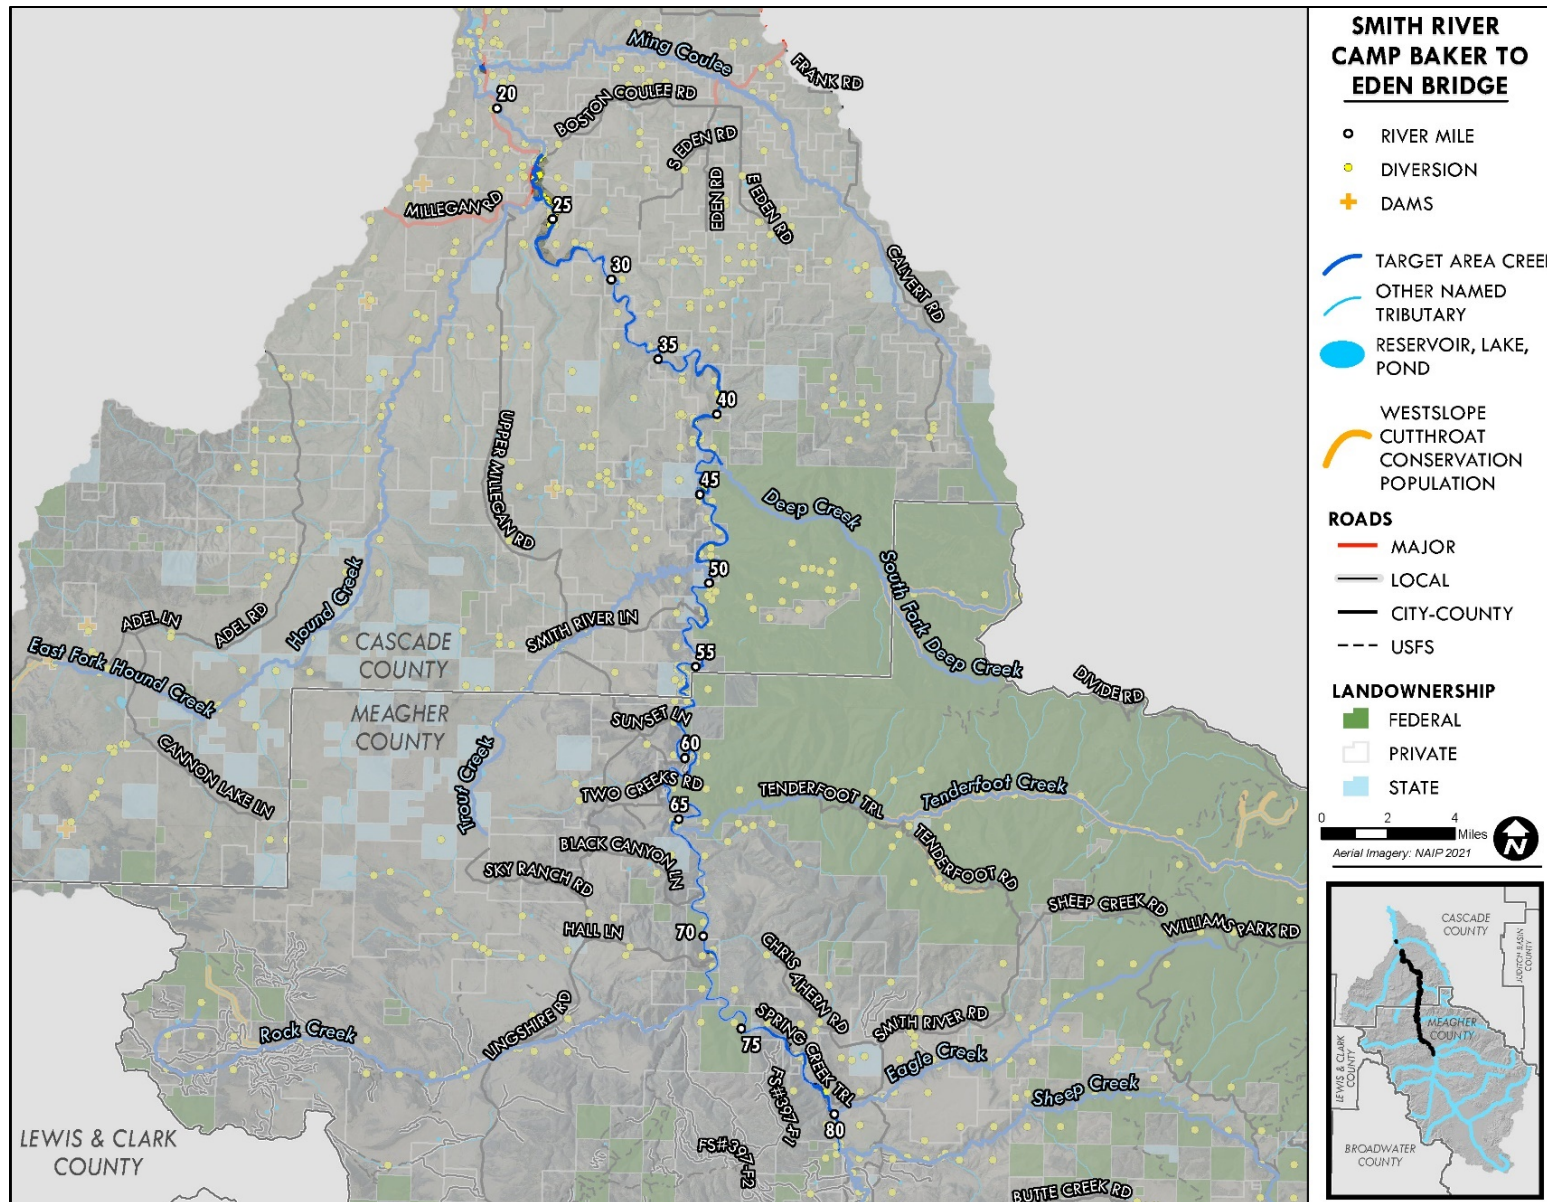 SMITH RIVER
CAMP BAKER TO
EDEN BRIDGE
RIVER MILE
DIVERSION
DAMS
TARGET AREA CREE
OTHER NAMED
TRIBUTARY
RESERVOIR, LAKE,
POND
WESTSLOPE
CUTTHROAT
CONSERVATION
POPULATION
ROADS
MAJOR
LOCAL
CITY-COUNTY
USFS
LANDOWNERSHIP
FEDERAL
PRIVATE
STATE
0 2 4 Miles
N
Aerial Imagery: NAIP 2021
CASCADE
COUNTY
JUDITH BASIN
COUNTY
MEAGHER
COUNTY
LEWIS & CLARK
COUNTY
BROADWATER
COUNTY
Ming Coulee
FRANK RD
20
BOSTON COULEE RD
S EDEN RD
EDEN RD
E EDEN RD
MILLEGAN RD
25
CALVERT RD
30
35
40
UPPER MILLEGAN RD
45
Deep Creek
50
South Fork Deep Creek
SMITH RIVER LN
ADEL LN
ADEL RD
Hound Creek
East Fork Hound Creek
CASCADE
COUNTY
55
DIVIDE RD
MEAGHER
COUNTY
SUNSET LN
CANNON LAKE LN
Trout Creek
60
TWO CREEKS RD
TENDERFOOT TRL
Tenderfoot Creek
65
BLACK CANYON LN
TENDERFOOT RD
SKY RANCH RD
SHEEP CREEK RD
WILLIAMS PARK RD
HALL LN
70
CHRIS AHERN RD
LINGSHIRE RD
SPRING CREEK TRL
SMITH RIVER RD
Rock Creek
75
Eagle Creek
FS#397-F1
Sheep Creek
80
LEWIS & CLARK
COUNTY
FS#397-F2
BUTTE CREEK RD